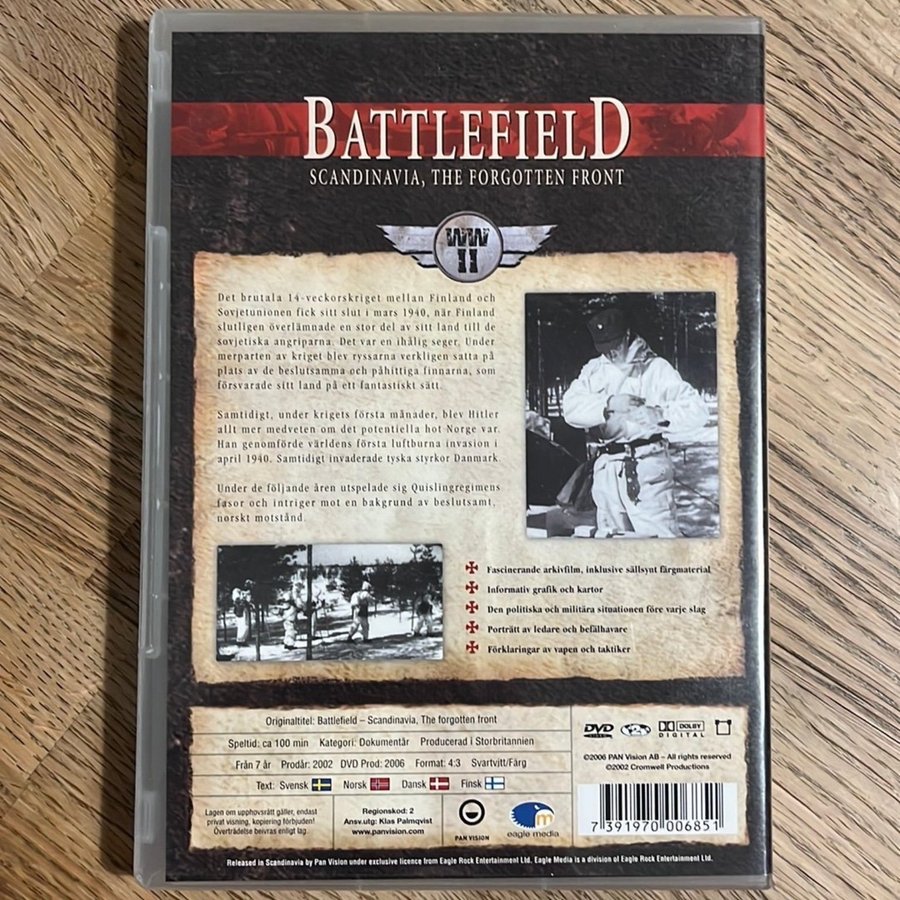 BATTLEFIELD
SCANDINAVIA, THE FORGOTTEN FRONT
WW
II
Det brutala 14-veckorskriget mellan Finland och
Sovjetunionen fick sitt slut i mars 1940, när Finland
slutligen överlämnade en stor del av sitt land till de
sovjetiska angriparna. Det var en ihålig seger. Under
merparten av kriget blev ryssarna verkligen satta på
plats av de beslutsamma och påhittiga finnarna, som
försvarade sitt land på ett fantastiskt sätt.
Samtidigt, under krigets första månader, blev Hitler
allt mer medveten om det potentiella hot Norge var.
Han genomförde världens första luftburna invasion i
april 1940. Samtidigt invaderade tyska styrkor Danmark.
Under de följande åren utspelade sig Quislingregimens
fasor och intriger mot en bakgrund av beslutsamt,
norskt motstånd.
Fascinerande arkivfilm, inklusive sällsynt färgmaterial
Informativ grafik och kartor
Den politiska och militära situationen före varje slag
Porträtt av ledare och befälhavare
Förklaringar av vapen och taktiker
Originaltitel: Battlefield – Scandinavia, The forgotten front
Speltid: ca 100 min Kategori: Dokumentär Producerad i Storbritannien
Från 7 år Prodår: 2002 DVD Prod: 2006 Format: 4:3 Svartvitt/Färg
Text: Svensk Norsk Dansk Finsk
Lagen om upphovsrätt gäller, endast
privat visning, kopiering förbjuden!
Överträdelse beivras enligt lag.
Regionskod: 2
Ansv.utg: Klas Palmqvist
www.panvision.com
PAN VISION
eagle media
DVD
VIDEO
DOLBY
DIGITAL
©2006 PAN Vision AB – All rights reserved
©2002 Cromwell Productions
7 391970 006851
Released in Scandinavia by Pan Vision under exclusive licence from Eagle Rock Entertainment Ltd. Eagle Media is a division of Eagle Rock Entertainment Ltd.